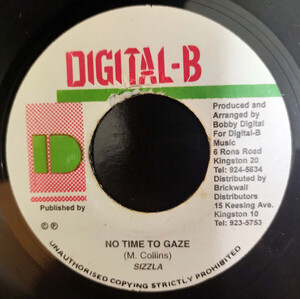 DIGITAL-B
Produced and
Arranged by
Bobby Digital
For Digital-B
Music
6 Rons Road
Kingston 20
Tel: 924-5634
Distributed by
Brickwall
Distributors
15 Keesing Ave.
Kingston 10
Tel: 923-5753
D
Published by
©℗
NO TIME TO GAZE
(M. Collins)
SIZZLA
UNAUTHORISED COPYING STRICTLY PROHIBITED